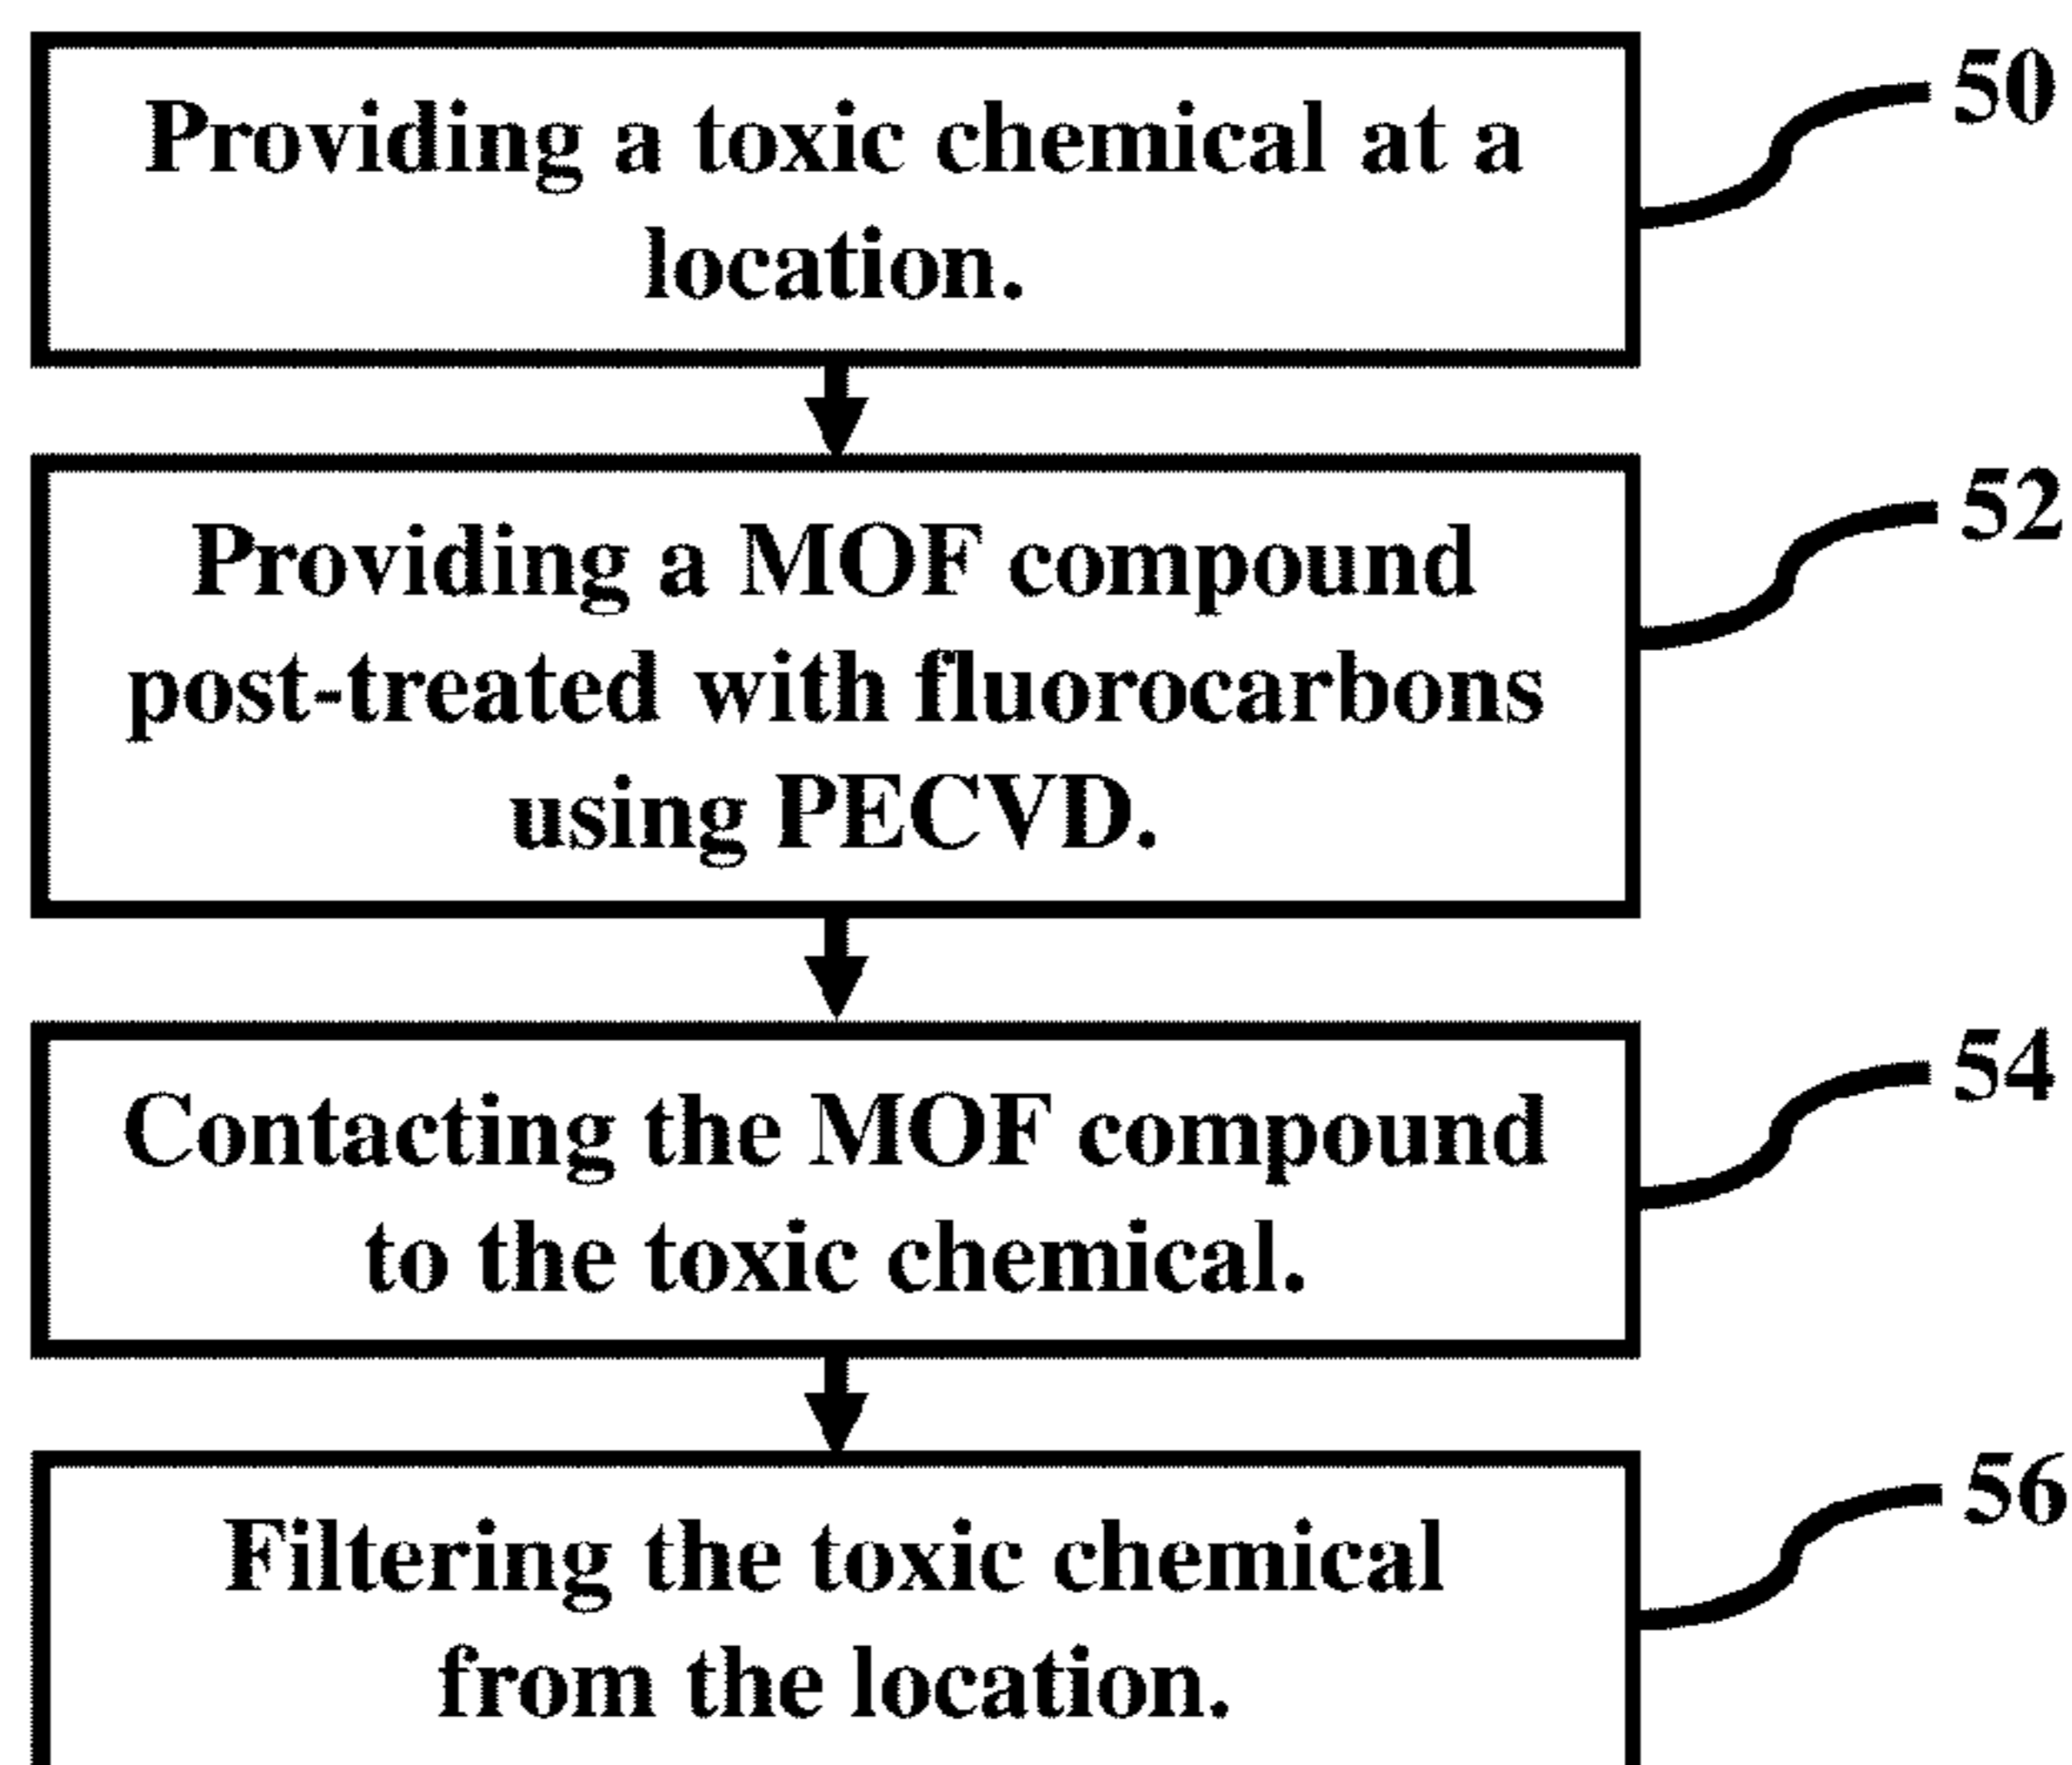 Providing a toxic chemical at a
location.
50
Providing a MOF compound
post-treated with fluorocarbons
using PECVD.
52
Contacting the MOF compound
to the toxic chemical.
54
Filtering the toxic chemical
from the location.
56